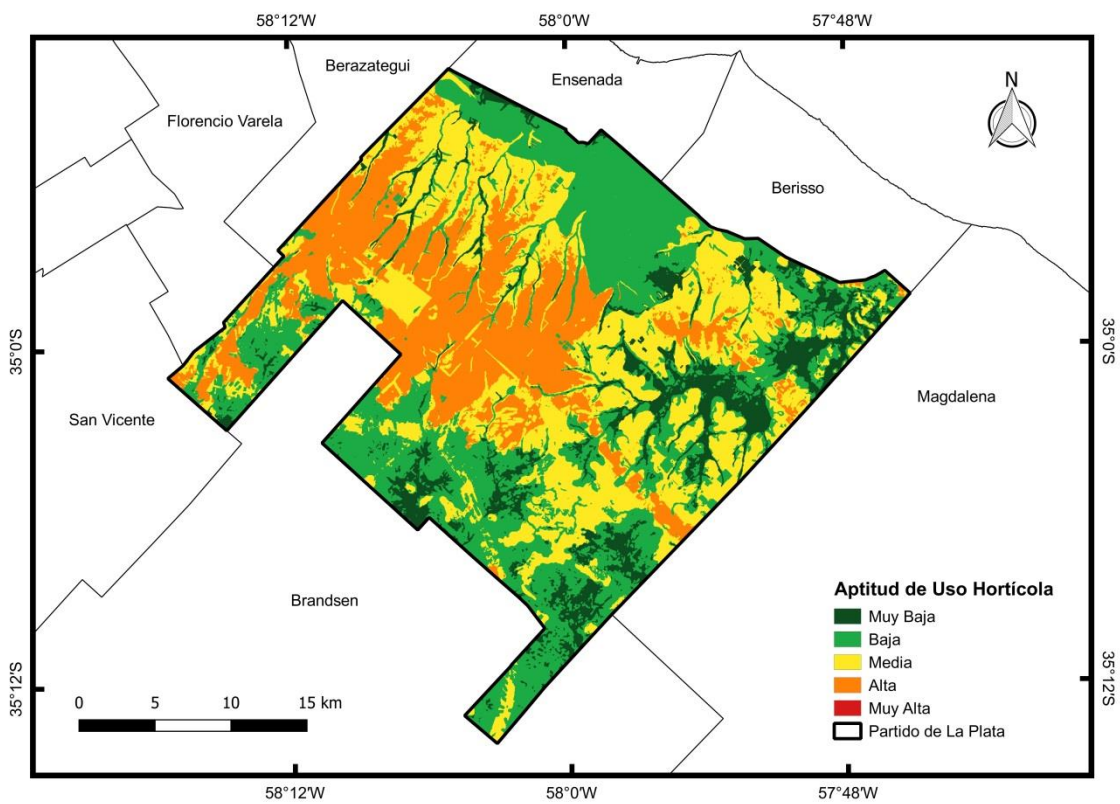 58°12'W 58°0'W 57°48'W
Berazategui
Ensenada
N
Florencio Varela
Berisso
35°0'S
35°0'S
Magdalena
San Vicente
Brandsen
Aptitud de Uso Hortícola
Muy Baja
Baja
Media
Alta
Muy Alta
Partido de La Plata
0 5 10 15 km
35°12'S
35°12'S
58°12'W 58°0'W 57°48'W